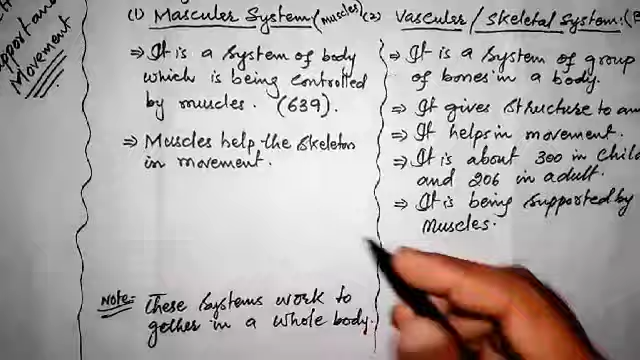 Support and
Movement
(1) Mascular System (Muscles)
⇒ It is a system of body
which is being controlled
by muscles. (639).
⇒ Muscles help the skeleton
in movement.
Note:- These systems work to
gether in a whole body.
(2) Vasculer / Skeletal System: (B
⇒ It is a system of group
of bones in a body.
⇒ It gives structure to an
⇒ It helps in movement.
⇒ It is about 300 in child
and 206 in adult.
⇒ It is being supported by
Muscles.